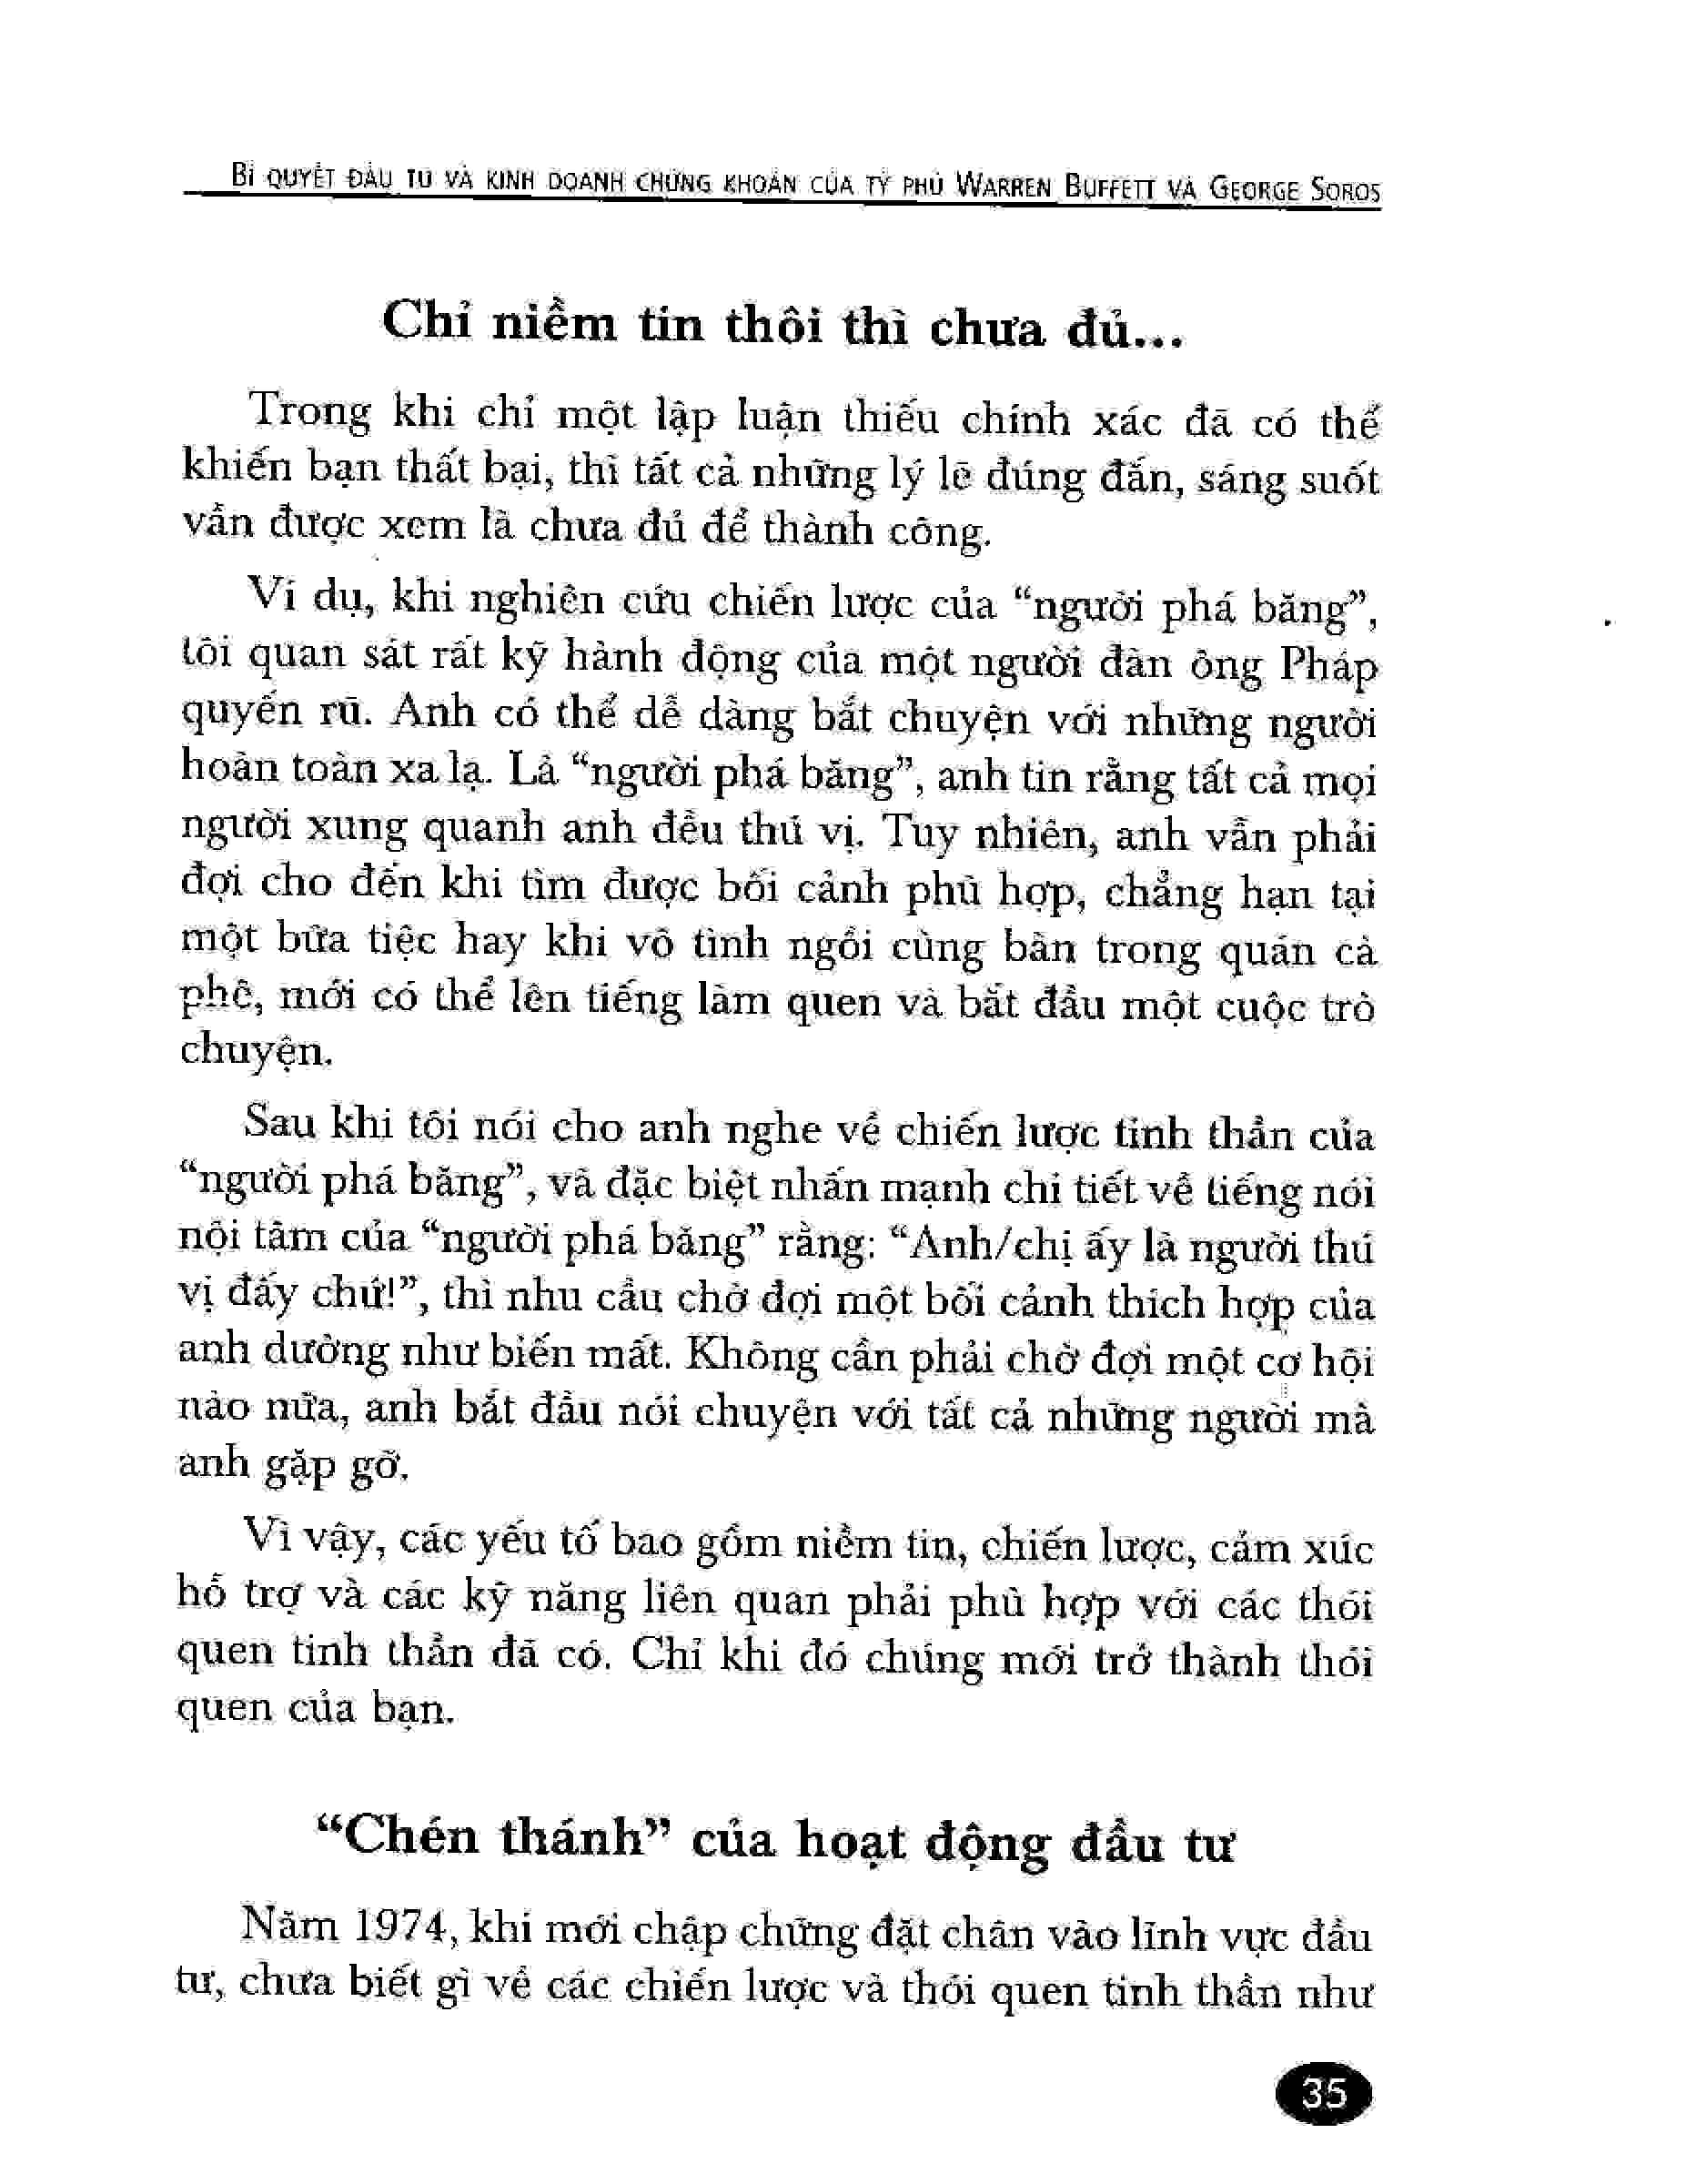 BÍ QUYẾT ĐẦU TƯ VÀ KINH DOANH CHỨNG KHOÁN CỦA TỶ PHÚ WARREN BUFFETT VÀ GEORGE SOROS
Chỉ niềm tin thôi thì chưa đủ...
Trong khi chỉ một lập luận thiếu chính xác đã có thể
khiến bạn thất bại, thì tất cả những lý lẽ đúng đắn, sáng suốt
vẫn được xem là chưa đủ để thành công.
Ví dụ, khi nghiên cứu chiến lược của “người phá băng”,
tôi quan sát rất kỹ hành động của một người đàn ông Pháp
quyến rũ. Anh có thể dễ dàng bắt chuyện với những người
hoàn toàn xa lạ. Là “người phá băng”, anh tin rằng tất cả mọi
người xung quanh anh đều thú vị. Tuy nhiên, anh vẫn phải
đợi cho đến khi tìm được bối cảnh phù hợp, chẳng hạn tại
một bữa tiệc hay khi vô tình ngồi cùng bàn trong quán cà
phê, mới có thể lên tiếng làm quen và bắt đầu một cuộc trò
chuyện.
Sau khi tôi nói cho anh nghe về chiến lược tinh thần của
“người phá băng”, và đặc biệt nhấn mạnh chi tiết về tiếng nói
nội tâm của “người phá băng” rằng: “Anh/chị ấy là người thú
vị đấy chứ!”, thì nhu cầu chờ đợi một bối cảnh thích hợp của
anh dường như biến mất. Không cần phải chờ đợi một cơ hội
nào nữa, anh bắt đầu nói chuyện với tất cả những người mà
anh gặp gỡ.
Vì vậy, các yếu tố bao gồm niềm tin, chiến lược, cảm xúc
hỗ trợ và các kỹ năng liên quan phải phù hợp với các thói
quen tinh thần đã có. Chỉ khi đó chúng mới trở thành thói
quen của bạn.
“Chén thánh” của hoạt động đầu tư
Năm 1974, khi mới chập chững đặt chân vào lĩnh vực đầu
tư, chưa biết gì về các chiến lược và thói quen tinh thần như
35